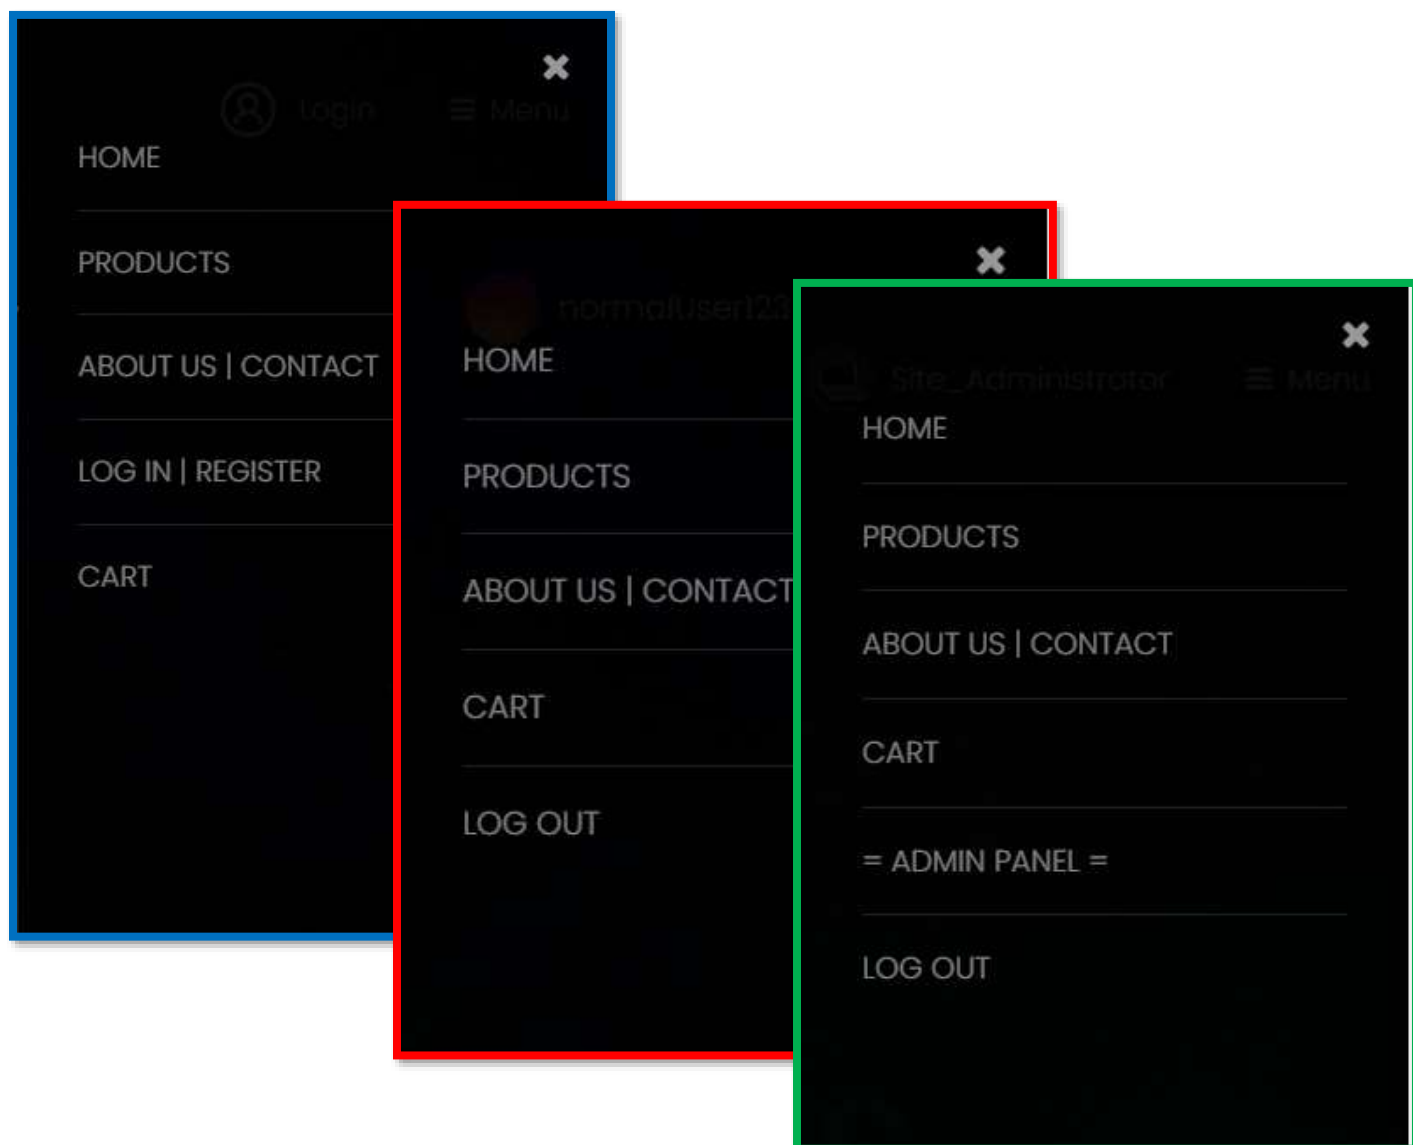 Login
Menu
HOME
PRODUCTS
ABOUT US | CONTACT
LOG IN | REGISTER
CART
normalUser123
HOME
PRODUCTS
ABOUT US | CONTACT
CART
LOG OUT
Site_Administrator
Menu
HOME
PRODUCTS
ABOUT US | CONTACT
CART
= ADMIN PANEL =
LOG OUT